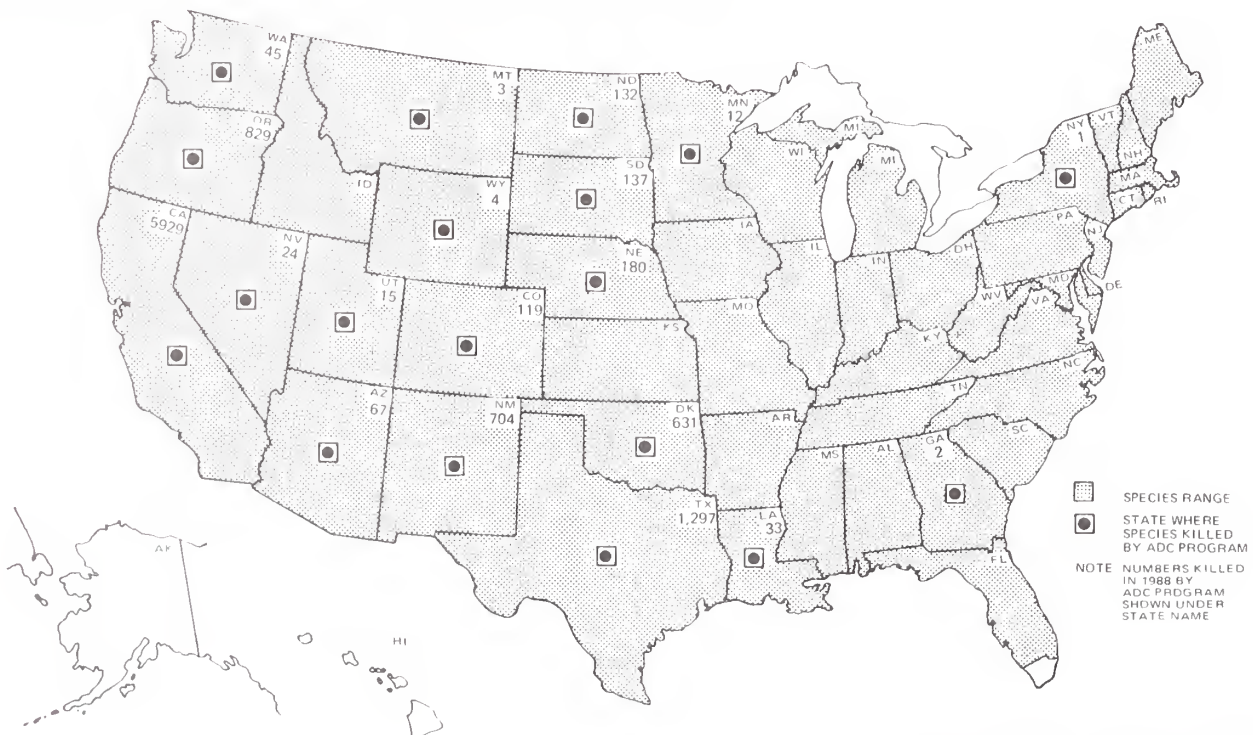 WA
45
MT
3
ND
132
MN
12
ME
OR
829
ID
WY
4
SD
137
WI
MI
MI
NY
1
VT
NH
MA
CT
RI
CA
5929
NV
24
UT
15
CO
119
NE
180
IA
IL
IN
OH
PA
NJ
MD
DE
WV
VA
KS
MO
KY
NC
TN
AZ
67
NM
704
OK
631
AR
MS
AL
GA
2
SC
TX
1,297
LA
33
FL
AK
HI
SPECIES RANGE
STATE WHERE
SPECIES KILLED
BY ADC PROGRAM
NOTE NUMBERS KILLED
IN 1988 BY
ADC PROGRAM
SHOWN UNDER
STATE NAME